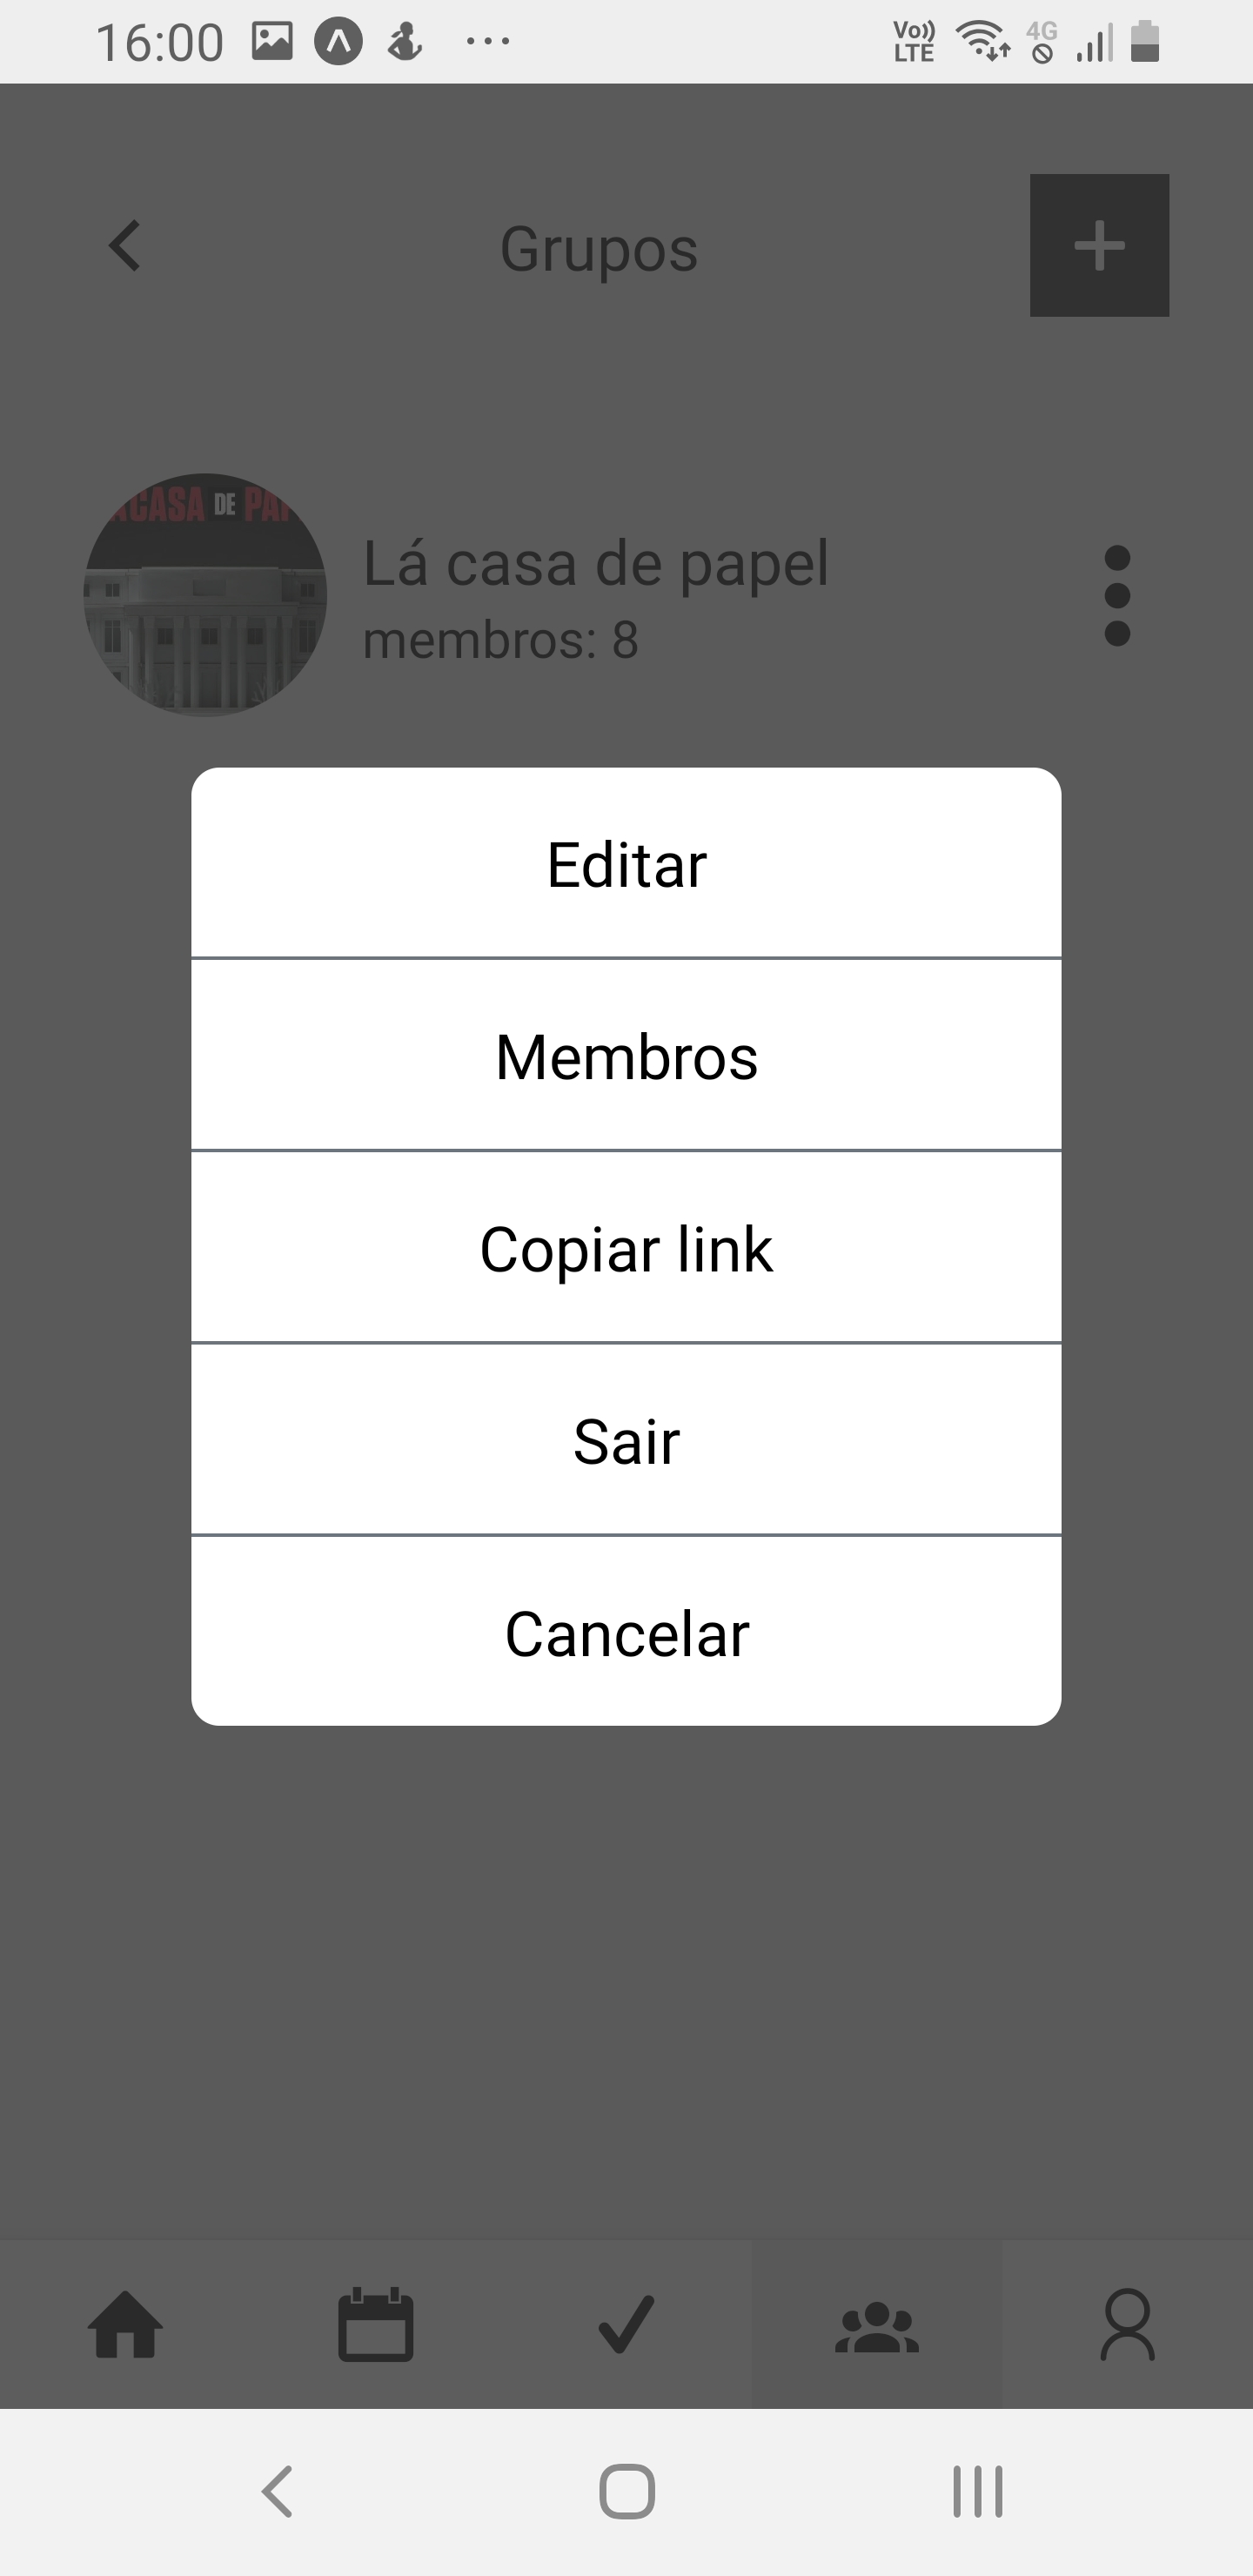 16:00
Vo)) 4G
LTE
Grupos
CASA DE
Lá casa de papel
membros: 8
Editar
Membros
Copiar link
Sair
Cancelar